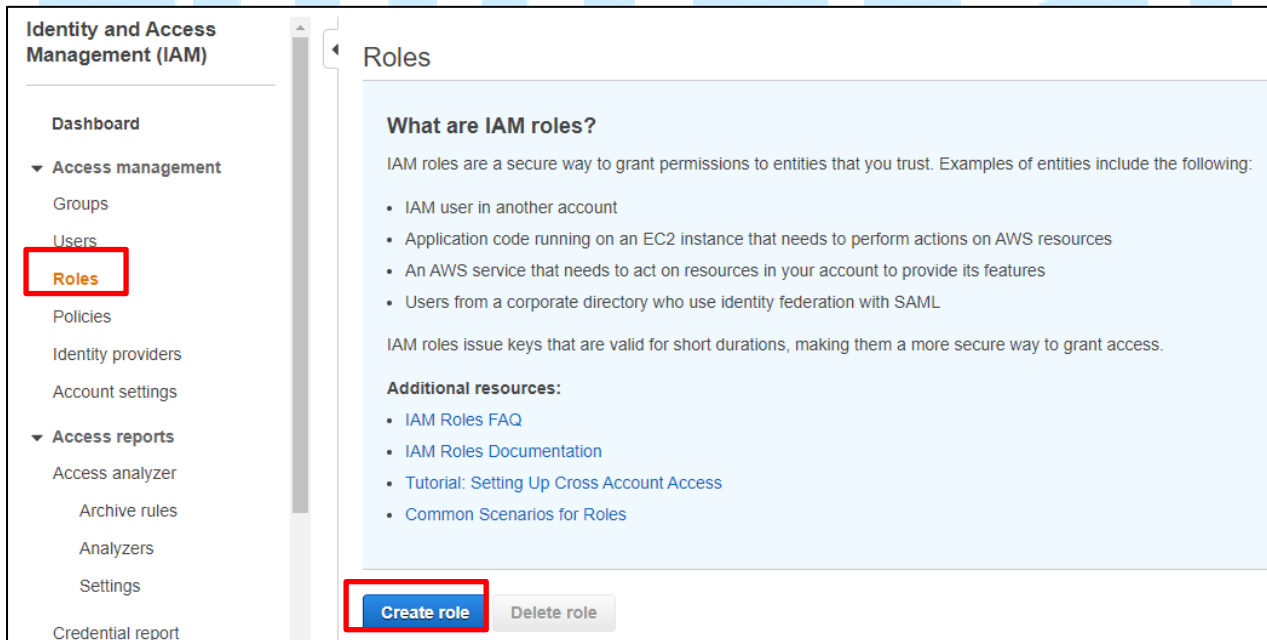 Identity and Access
Management (IAM)
Dashboard
Access management
Groups
Users
Roles
Policies
Identity providers
Account settings
Access reports
Access analyzer
Archive rules
Analyzers
Settings
Credential report
Roles
What are IAM roles?
IAM roles are a secure way to grant permissions to entities that you trust. Examples of entities include the following:
• IAM user in another account
• Application code running on an EC2 instance that needs to perform actions on AWS resources
• An AWS service that needs to act on resources in your account to provide its features
• Users from a corporate directory who use identity federation with SAML
IAM roles issue keys that are valid for short durations, making them a more secure way to grant access.
Additional resources:
• IAM Roles FAQ
• IAM Roles Documentation
• Tutorial: Setting Up Cross Account Access
• Common Scenarios for Roles
Create role Delete role